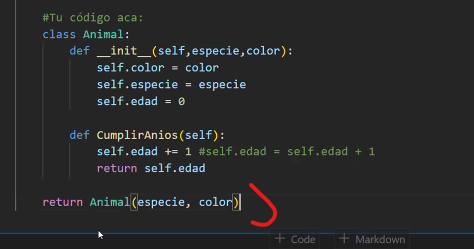 #Tu código aca:
class Animal:
    def __init__(self,especie,color):
        self.color = color
        self.especie = especie
        self.edad = 0

    def CumplirAnios(self):
        self.edad += 1 #self.edad = self.edad + 1
        return self.edad

return Animal(especie, color)
+ Code
+ Markdown